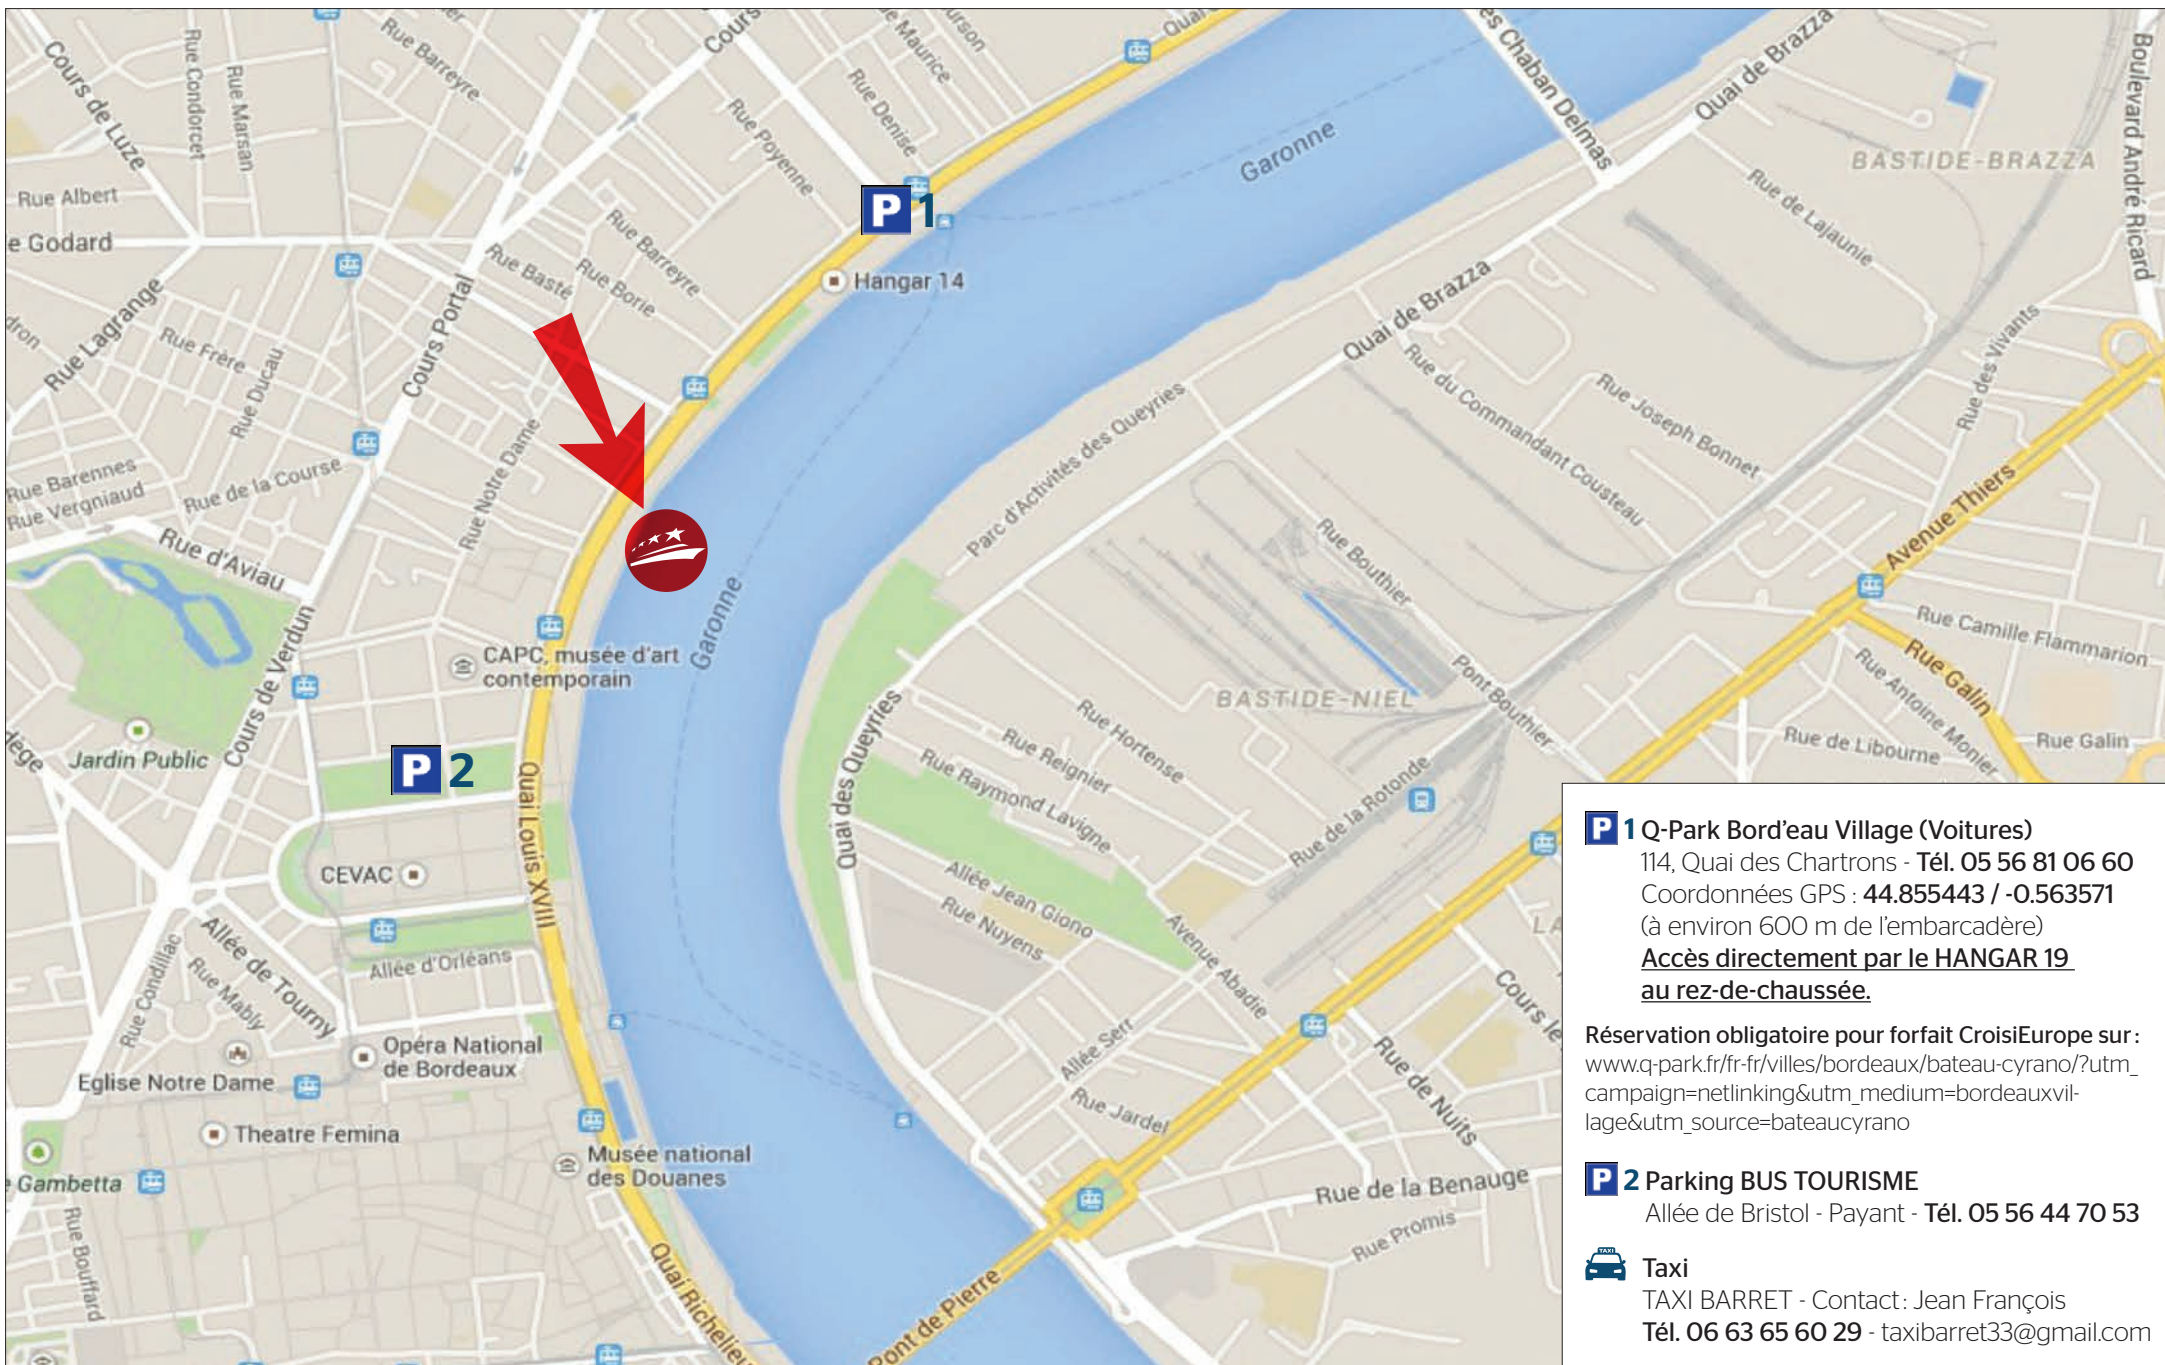 Cours de Luze
Rue Condorcet
Rue Marsan
Rue Barreyre
Cours
Rue Poyenne
Rue Denise
Rue Albert
Godard
Rue Lagrange
Rue Frère
Rue Ducau
Cours Portal
Rue Basté
Rue Borie
Rue Barreyre
P 1
Hangar 14
Garonne
Quai de Brazza
BASTIDE-BRAZZA
Boulevard André Ricard
Rue de Lajaunie
Quai de Brazza
Rue des Vivants
Rue du Commandant Cousteau
Rue Joseph Bonnet
Parc d'Activités des Queyries
Avenue Thiers
Rue Barennes
Rue Vergniaud
Rue de la Course
Rue Notre Dame
Rue d'Aviau
Cours de Verdun
Jardin Public
CAPC, musée d'art
contemporain
Garonne
Rue Bouthier
Pont Bouthier
BASTIDE-NIEL
Rue Camille Flammarion
Rue Galin
Rue Antoine Monier
Rue de Libourne
Rue Galin
P 2
Quai Louis XVIII
Quai des Queyries
Rue Hortense
Rue Reignier
Rue Raymond Lavigne
Rue de la Rotonde
Allée Jean Giono
Rue Nuyens
Avenue Abadie
CEVAC
Allée de Tourny
Allée d'Orléans
Rue Condillac
Rue Mably
Opéra National
de Bordeaux
Eglise Notre Dame
Theatre Femina
Gambetta
Rue Bouffard
Musée national
des Douanes
Quai Richelieu
Pont de Pierre
Allée Serr
Rue Jardel
Rue de Nuits
Cours le
Rue de la Benauge
Rue Promis
P 1 Q-Park Bord'eau Village (Voitures)
114, Quai des Chartrons - Tél. 05 56 81 06 60
Coordonnées GPS : 44.855443 / -0.563571
(à environ 600 m de l'embarcadère)
Accès directement par le HANGAR 19
au rez-de-chaussée.
Réservation obligatoire pour forfait CroisiEurope sur :
www.q-park.fr/fr-fr/villes/bordeaux/bateau-cyrano/?utm_
campaign=netlinking&utm_medium=bordeauxvil-
lage&utm_source=bateaucyrano
P 2 Parking BUS TOURISME
Allée de Bristol - Payant - Tél. 05 56 44 70 53
TAXI
Taxi
TAXI BARRET - Contact : Jean François
Tél. 06 63 65 60 29 - taxibarret33@gmail.com